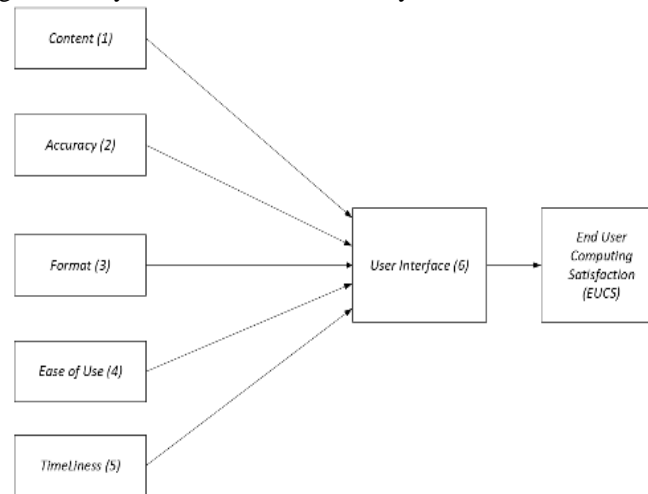 Content (1)
Accuracy (2)
Format (3)
Ease of Use (4)
TimeLiness (5)
User Interface (6)
End User
Computing
Satisfaction
(EUCS)